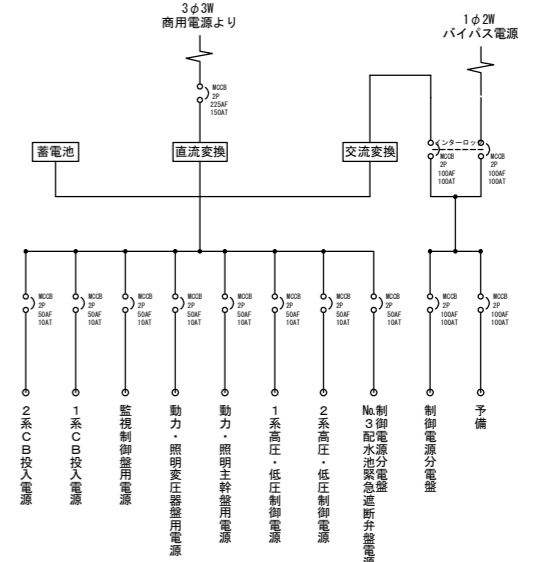 3φ3W
商用電源より
1φ2W
バイパス電源
MCCB
2P
225AF
150AT
蓄電池
直流変換
交流変換
インターロック
MCCB
2P
100AF
100AT
MCCB
2P
100AF
100AT
MCCB
2P
50AF
10AT
MCCB
2P
50AF
10AT
MCCB
2P
50AF
10AT
MCCB
2P
50AF
10AT
MCCB
2P
50AF
10AT
MCCB
2P
50AF
10AT
MCCB
2P
50AF
10AT
MCCB
2P
50AF
10AT
MCCB
2P
100AF
100AT
MCCB
2P
100AF
100AT
2系CB投入電源
1系CB投入電源
監視制御盤用電源
動力・照明変圧器盤用電源
動力・照明主幹盤用電源
1系高圧・低圧制御電源
2系高圧・低圧制御電源
制御電源分電盤
No.3配水池緊急遮断弁盤電源
制御電源分電盤
予備